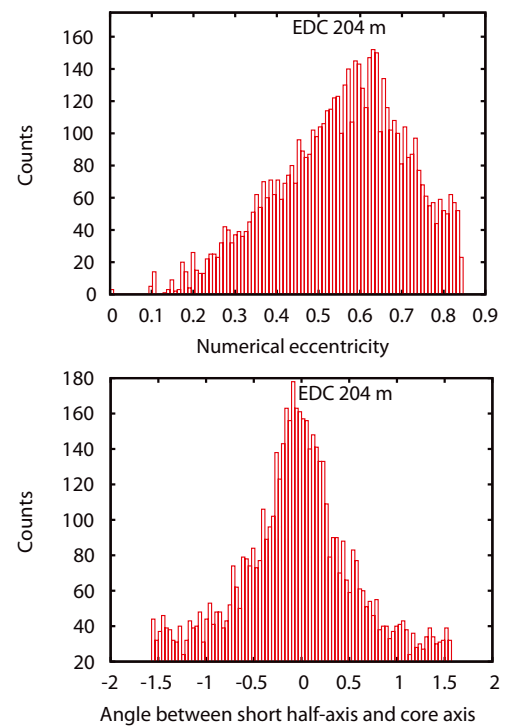 EDC 204 m
160
140
120
100
80
60
40
20
0
Counts
0 0.1 0.2 0.3 0.4 0.5 0.6 0.7 0.8 0.9
Numerical eccentricity
EDC 204 m
180
160
140
120
100
80
60
40
20
Counts
-2 -1.5 -1 -0.5 0 0.5 1 1.5 2
Angle between short half-axis and core axis